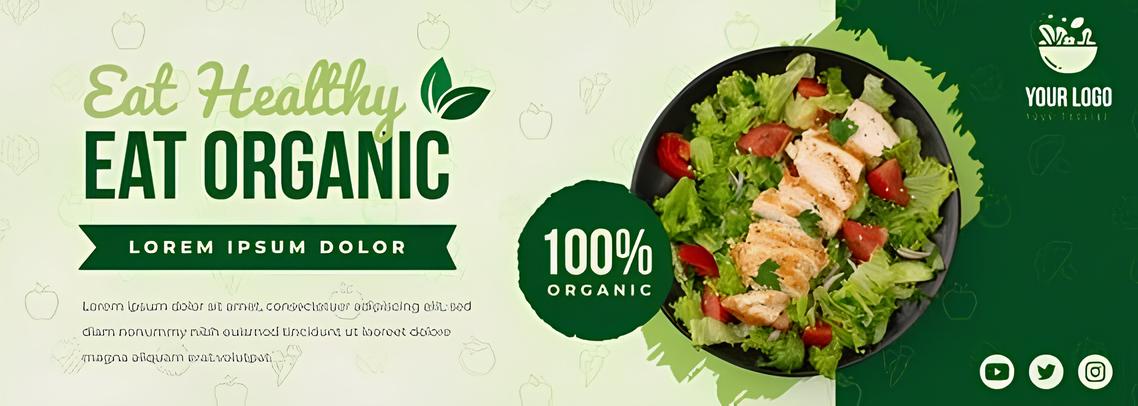 Eat Healthy
EAT ORGANIC
LOREM IPSUM DOLOR
Lorem ipsum dolor sit amet, consectetuer adipiscing elit, sed
diam nonummy nibh euismod tincidunt ut laoreet dolore
magna aliquam erat volutpat
100%
ORGANIC
YOUR LOGO